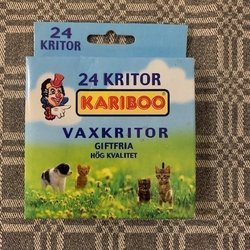 24
KRITOR
24 KRITOR
KARIBOO
VAXKRITOR
GIFTFRIA
HÖG KVALITET